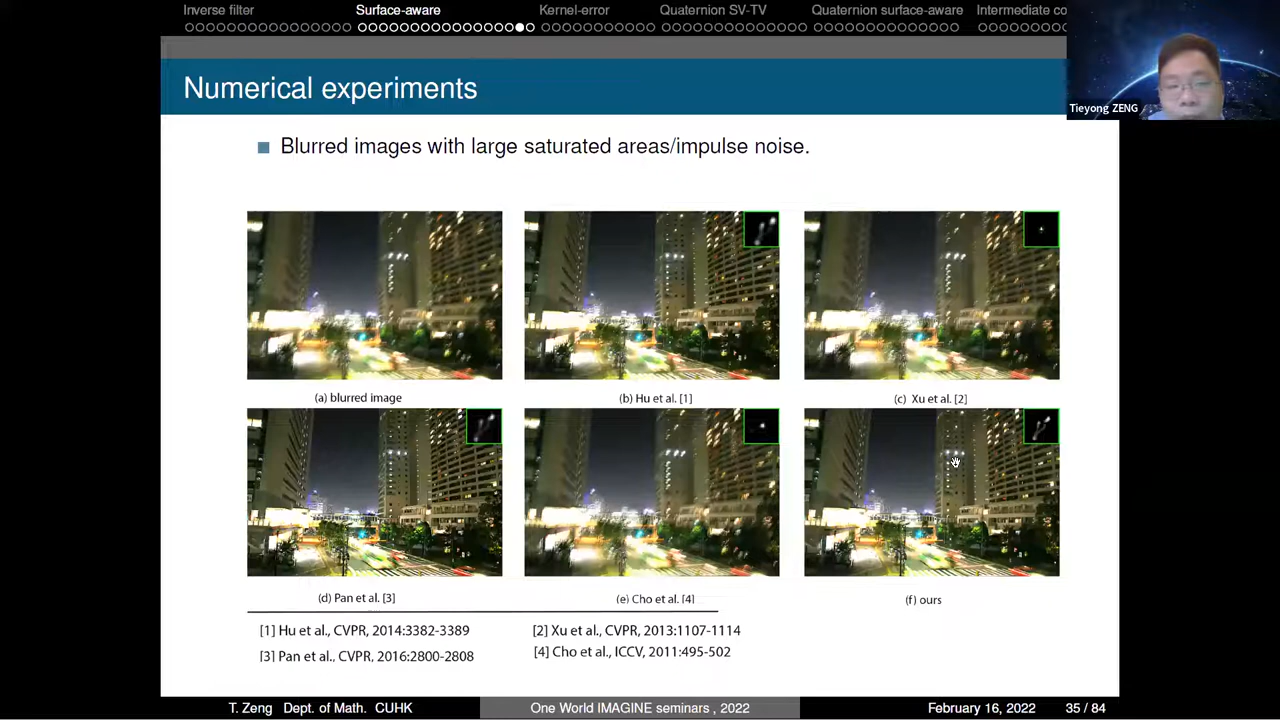 Inverse filter Surface-aware Kernel-error Quaternion SV-TV Quaternion surface-aware Intermediate co
Tieyong ZENG
Numerical experiments
Blurred images with large saturated areas/impulse noise.
(a) blurred image (b) Hu et al. [1] (c) Xu et al. [2]
(d) Pan et al. [3] (e) Cho et al. [4] (f) ours
[1] Hu et al., CVPR, 2014:3382-3389 [2] Xu et al., CVPR, 2013:1107-1114
[3] Pan et al., CVPR, 2016:2800-2808 [4] Cho et al., ICCV, 2011:495-502
T. Zeng Dept. of Math. CUHK One World IMAGINE seminars , 2022 February 16, 2022 35 / 84